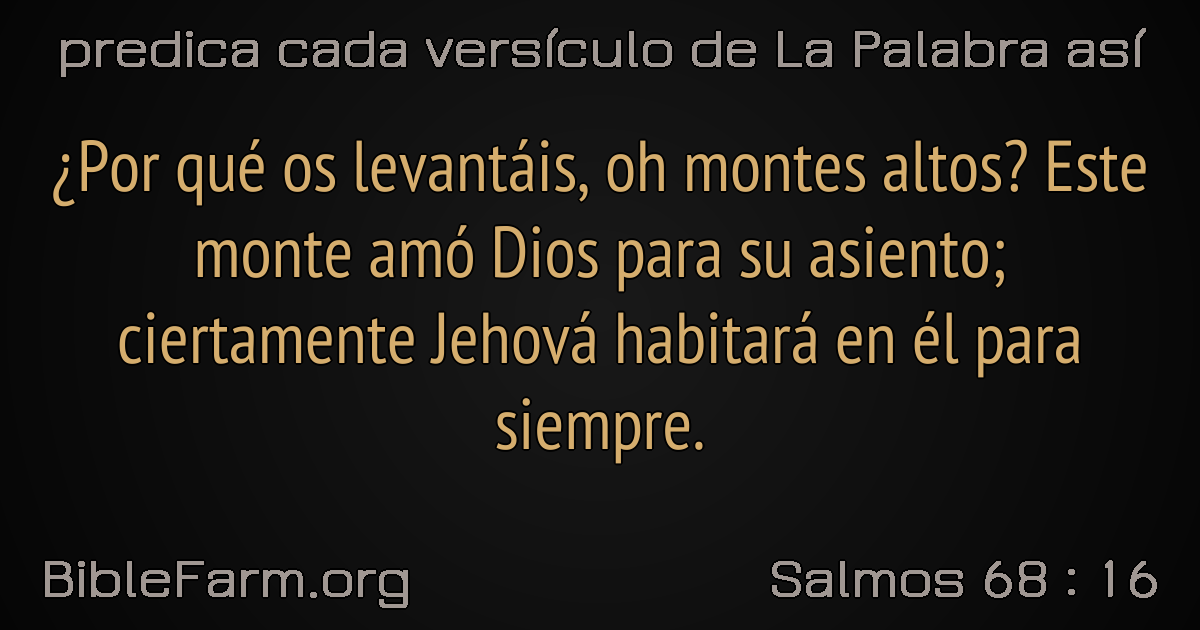 predica cada versículo de La Palabra así
¿Por qué os levantáis, oh montes altos? Este
monte amó Dios para su asiento;
ciertamente Jehová habitará en él para
siempre.
BibleFarm.org
Salmos 68 : 16